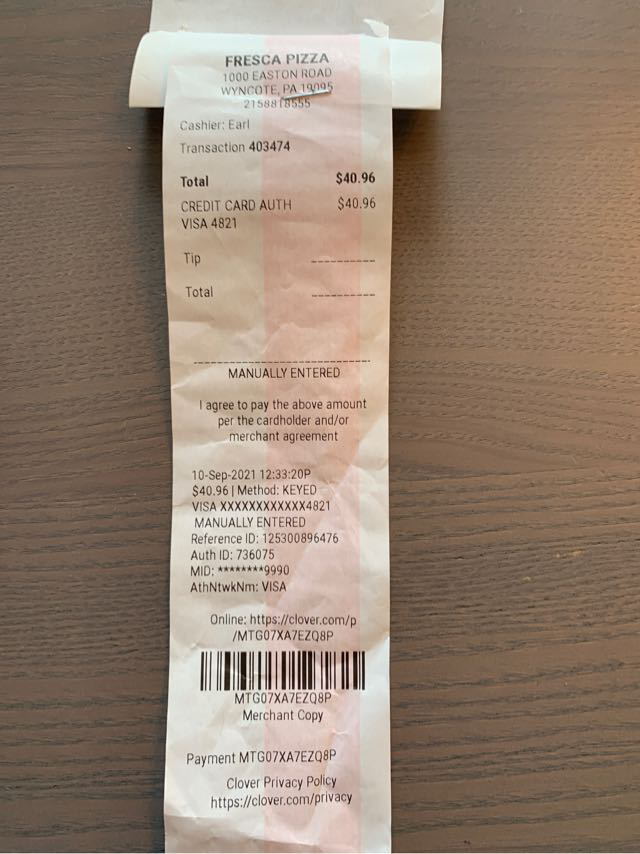 FRESCA PIZZA
1000 EASTON ROAD
WYNCOTE, PA 19095
2158818555
Cashier: Earl
Transaction 403474
Total $40.96
CREDIT CARD AUTH $40.96
VISA 4821
Tip
Total
MANUALLY ENTERED
I agree to pay the above amount
per the cardholder and/or
merchant agreement
10-Sep-2021 12:33:20P
$40.96 | Method: KEYED
VISA XXXXXXXXXXXX4821
MANUALLY ENTERED
Reference ID: 125300896476
Auth ID: 736075
MID: ********9990
AthNtwkNm: VISA
Online: https://clover.com/p
/MTG07XA7EZQ8P
MTG07XA7EZQ8P
Merchant Copy
Payment MTG07XA7EZQ8P
Clover Privacy Policy
https://clover.com/privacy